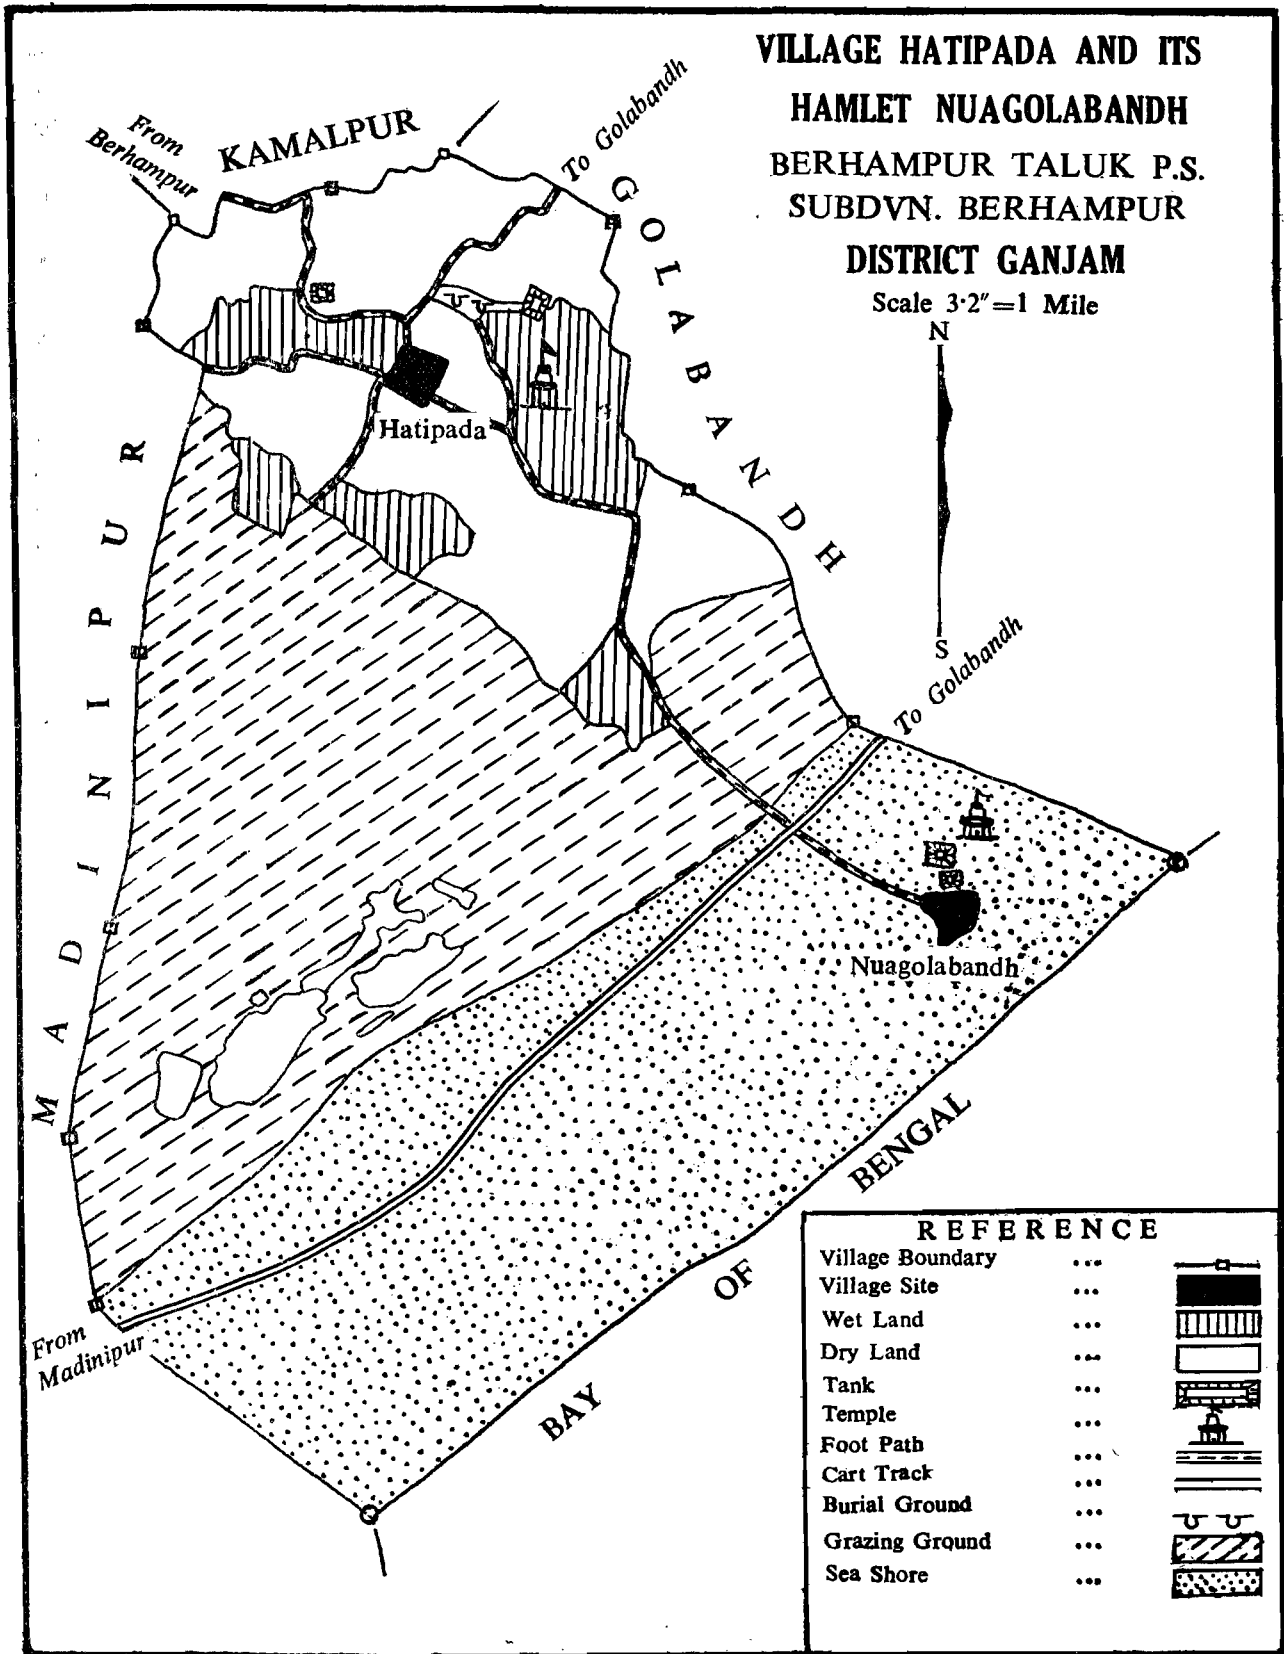 VILLAGE HATIPADA AND ITS
HAMLET NUAGOLABANDH
BERHAMPUR TALUK P.S.
SUBDVN. BERHAMPUR
DISTRICT GANJAM
Scale 3·2"=1 Mile
N
S
From
Berhampur
KAMALPUR
To Golabandh
GOLABANDH
Hatipada
MADINIPUR
To Golabandh
Nuagolabandh
From
Madinipur
BAY OF BENGAL
REFERENCE
Village Boundary ...
Village Site ...
Wet Land ...
Dry Land ...
Tank ...
Temple ...
Foot Path ...
Cart Track ...
Burial Ground ...
Grazing Ground ...
Sea Shore ...